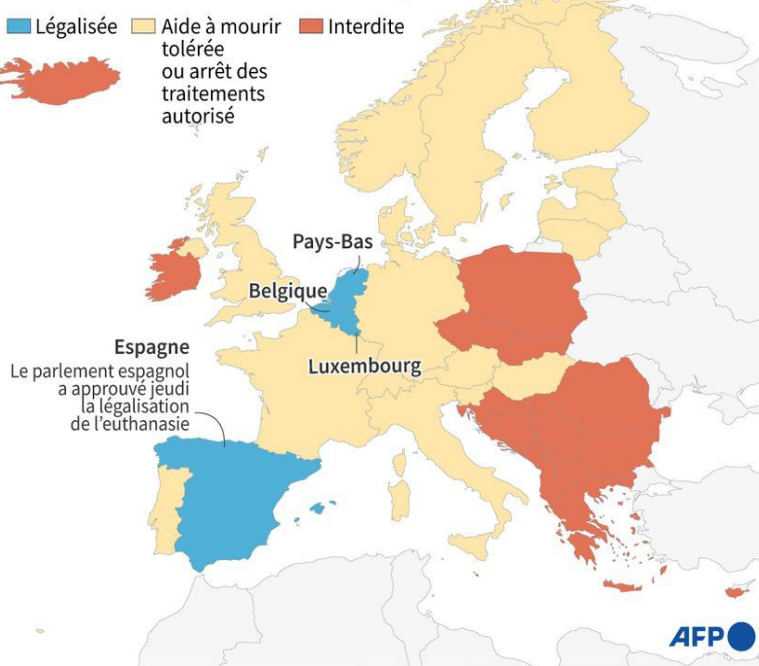 Légalisée
Aide à mourir
tolérée
ou arrêt des
traitements
autorisé
Interdite
Pays-Bas
Belgique
Luxembourg
Espagne
Le parlement espagnol
a approuvé jeudi
la légalisation
de l'euthanasie
AFP